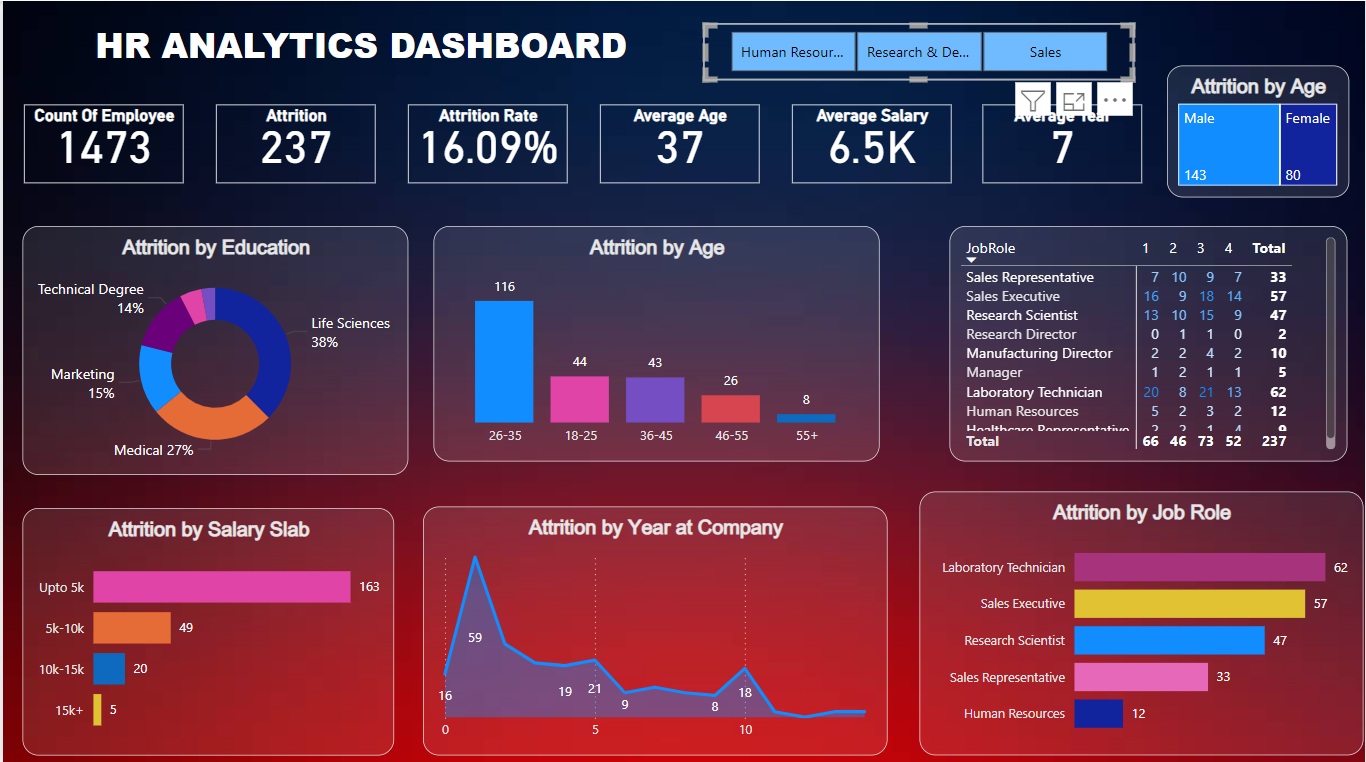 HR ANALYTICS DASHBOARD
Human Resour...
Research & De...
Sales
Count Of Employee
1473
Attrition
237
Attrition Rate
16.09%
Average Age
37
Average Salary
6.5K
Average Year
7
Attrition by Age
Male
Female
143
80
Attrition by Education
Technical Degree
14%
Life Sciences
38%
Marketing
15%
Medical 27%
Attrition by Age
116
44
43
26
8
26-35
18-25
36-45
46-55
55+
JobRole 1 2 3 4 Total
Sales Representative 7 10 9 7 33
Sales Executive 16 9 18 14 57
Research Scientist 13 10 15 9 47
Research Director 0 1 1 0 2
Manufacturing Director 2 2 4 2 10
Manager 1 2 1 1 5
Laboratory Technician 20 8 21 13 62
Human Resources 5 2 3 2 12
Healthcare Representative 2 2 1 4 9
Total 66 46 73 52 237
Attrition by Salary Slab
Upto 5k 163
5k-10k 49
10k-15k 20
15k+ 5
Attrition by Year at Company
16
59
19
21
9
8
18
0
5
10
Attrition by Job Role
Laboratory Technician 62
Sales Executive 57
Research Scientist 47
Sales Representative 33
Human Resources 12